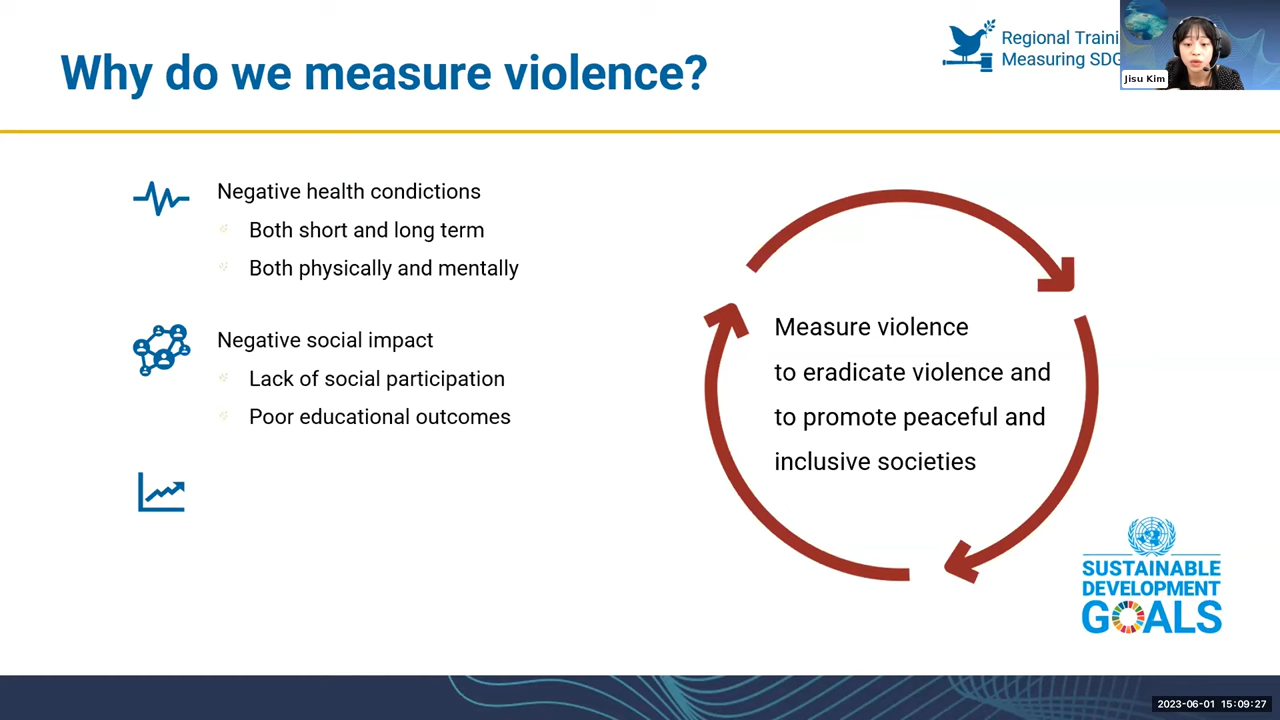 Why do we measure violence?
Regional Traini
Measuring SDG
Jisu Kim
Negative health condictions
Both short and long term
Both physically and mentally
Negative social impact
Lack of social participation
Poor educational outcomes
Measure violence
to eradicate violence and
to promote peaceful and
inclusive societies
SUSTAINABLE
DEVELOPMENT
GOALS
2023-06-01 15:09:27